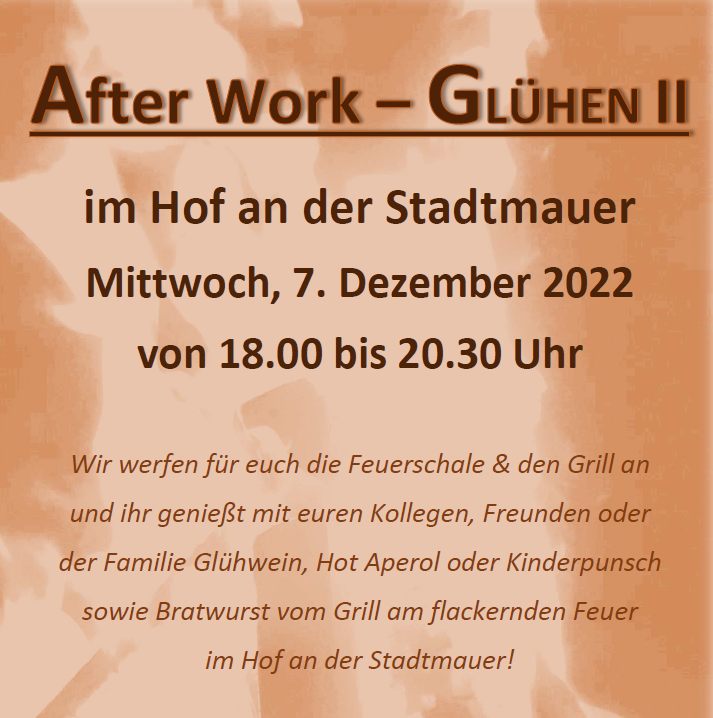 After Work – GLÜHEN II
im Hof an der Stadtmauer
Mittwoch, 7. Dezember 2022
von 18.00 bis 20.30 Uhr
Wir werfen für euch die Feuerschale & den Grill an
und ihr genießt mit euren Kollegen, Freunden oder
der Familie Glühwein, Hot Aperol oder Kinderpunsch
sowie Bratwurst vom Grill am flackernden Feuer
im Hof an der Stadtmauer!